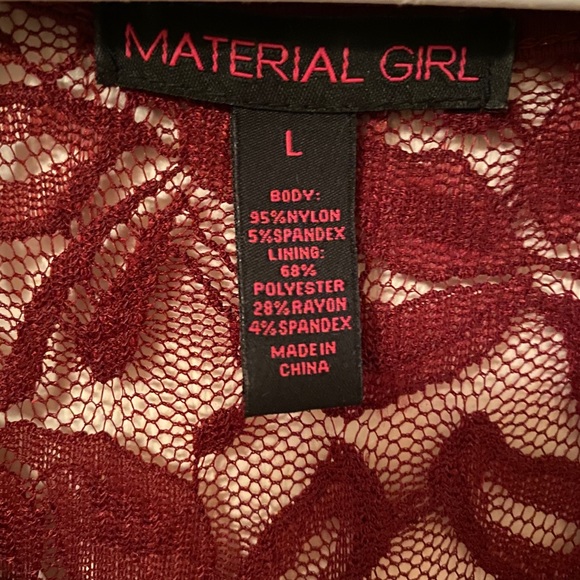 MATERIAL GIRL
L
BODY:
95%NYLON
5%SPANDEX
LINING:
68%
POLYESTER
28%RAYON
4%SPANDEX
MADE IN
CHINA